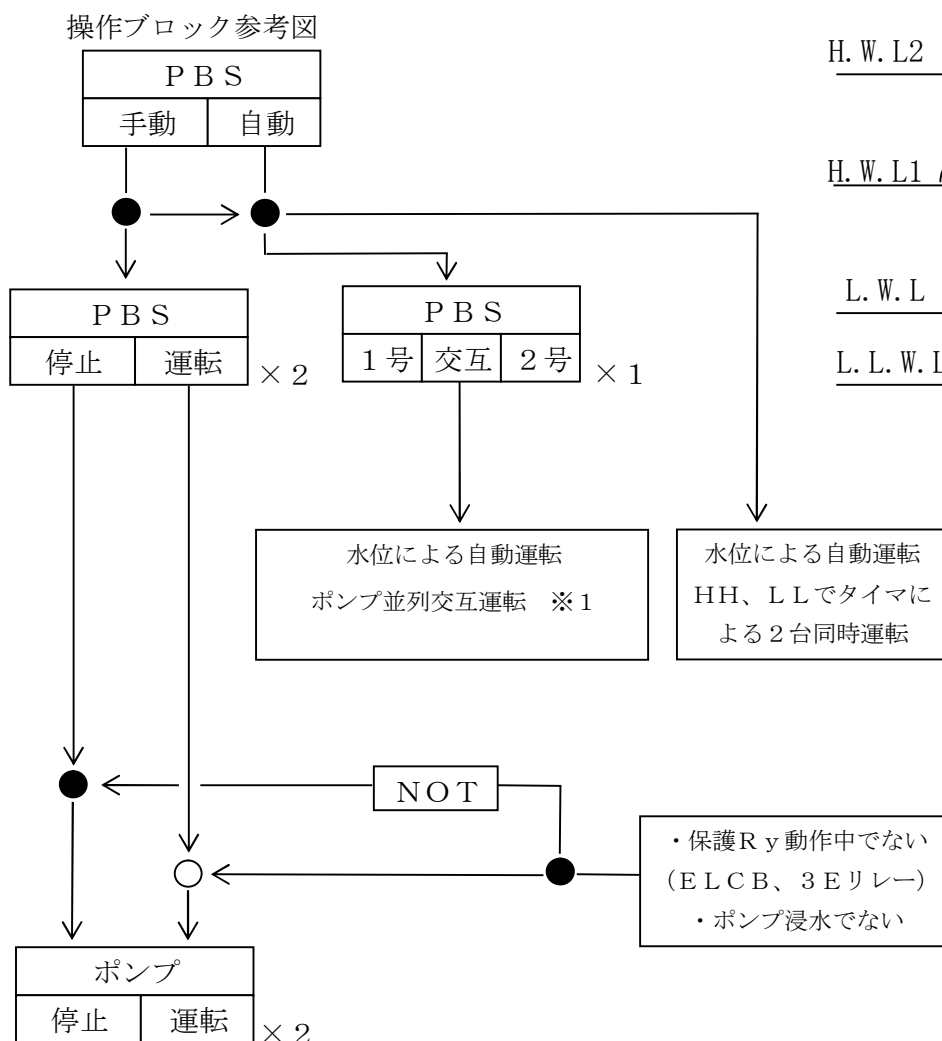 操作ブロック参考図
ＰＢＳ
手動 自動
H.W.L2
H.W.L1
L.W.L
L.L.W.L
ＰＢＳ
停止 運転 ×２
ＰＢＳ
１号 交互 ２号 ×１
水位による自動運転
ポンプ並列交互運転 ※１
水位による自動運転
ＨＨ、ＬＬでタイマに
よる２台同時運転
ＮＯＴ
・保護Ｒｙ動作中でない
（ＥＬＣＢ、３Ｅリレー）
・ポンプ浸水でない
ポンプ
停止 運転 ×２